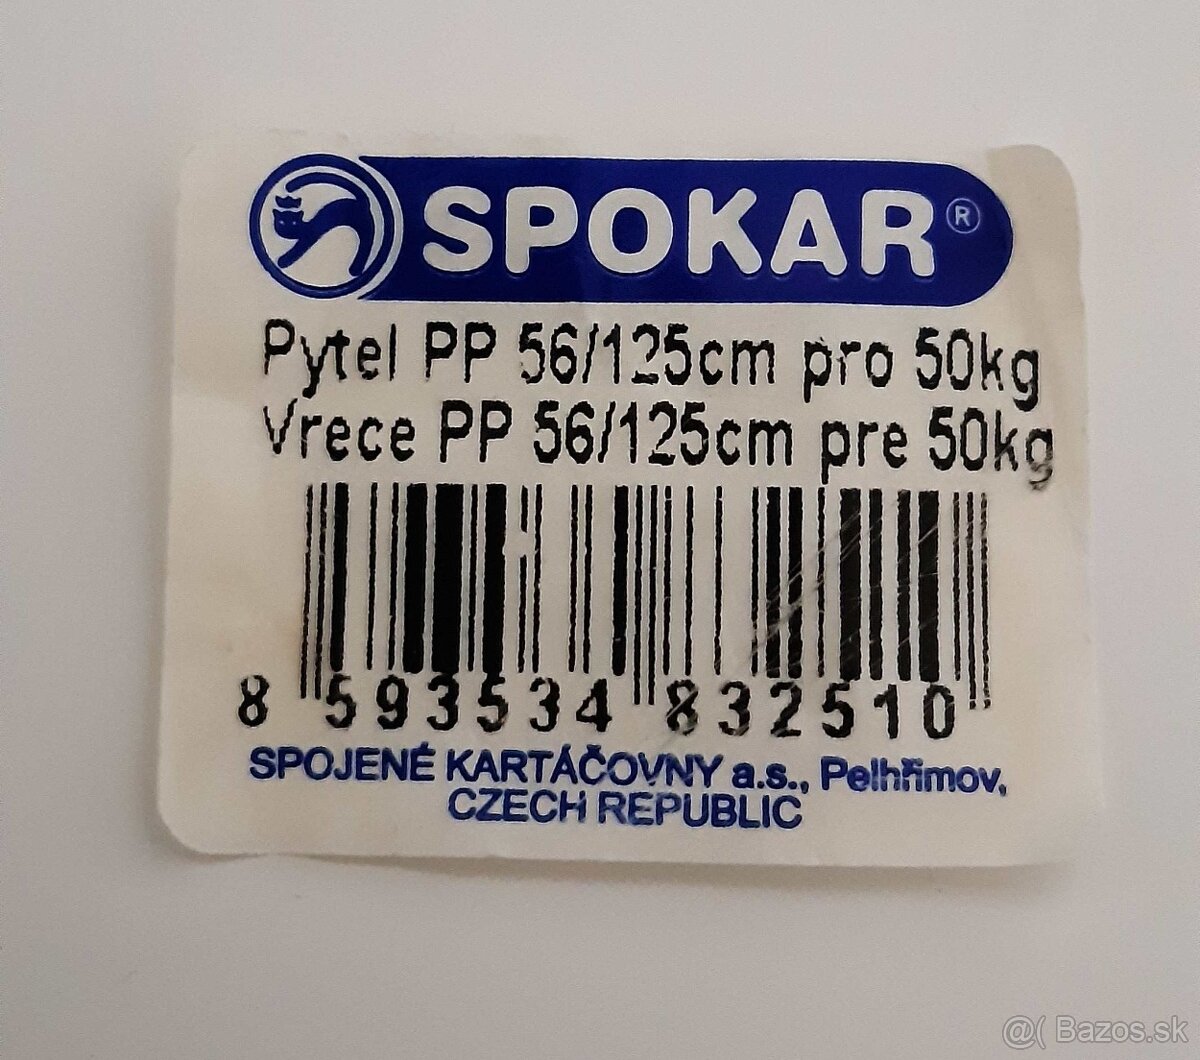 SPOKAR®
Pytel PP 56/125cm pro 50kg
Vrece PP 56/125cm pre 50kg
8 593534 832510
SPOJENÉ KARTÁČOVNY a.s., Pelhřimov,
CZECH REPUBLIC
@( Bazos.sk